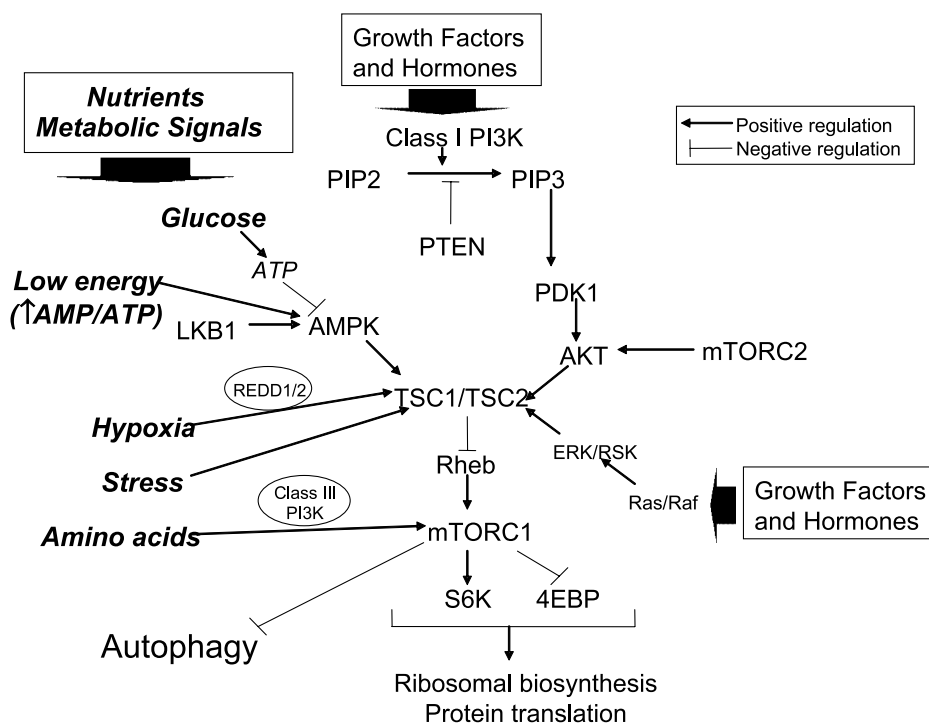 Growth Factors
and Hormones
Nutrients
Metabolic Signals
Positive regulation
Negative regulation
Class I PI3K
PIP2
PIP3
PTEN
Glucose
ATP
Low energy
(↑AMP/ATP)
LKB1
AMPK
PDK1
AKT
mTORC2
REDD1/2
TSC1/TSC2
Hypoxia
ERK/RSK
Rheb
Stress
Class III
PI3K
Ras/Raf
Growth Factors
and Hormones
Amino acids
mTORC1
S6K
4EBP
Autophagy
Ribosomal biosynthesis
Protein translation